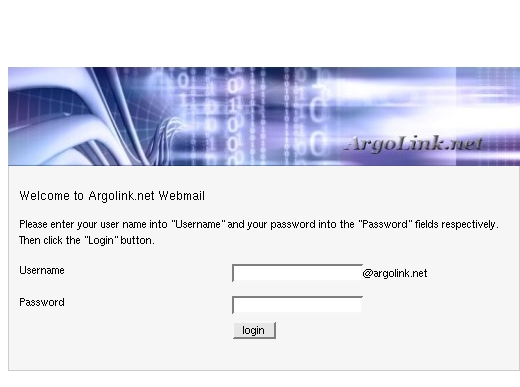 ArgoLink.net
Welcome to Argolink.net Webmail
Please enter your user name into "Username" and your password into the "Password" fields respectively.
Then click the "Login" button.
Username @argolink.net
Password
login